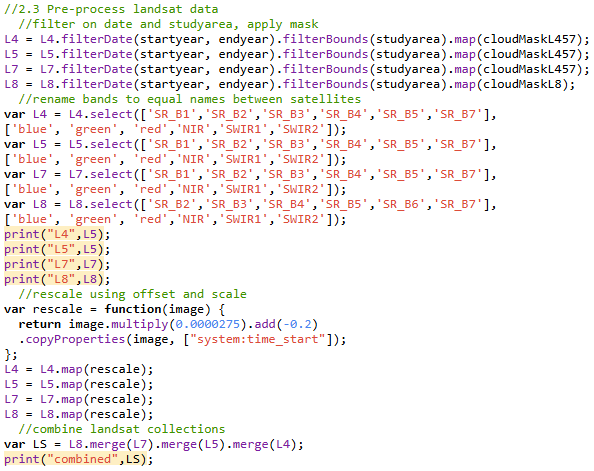 //2.3 Pre-process landsat data
//filter on date and studyarea, apply mask
L4 = L4.filterDate(startyear, endyear).filterBounds(studyarea).map(cloudMaskL457);
L5 = L5.filterDate(startyear, endyear).filterBounds(studyarea).map(cloudMaskL457);
L7 = L7.filterDate(startyear, endyear).filterBounds(studyarea).map(cloudMaskL457);
L8 = L8.filterDate(startyear, endyear).filterBounds(studyarea).map(cloudMaskL8);
//rename bands to equal names between satellites
var L4 = L4.select(['SR_B1','SR_B2','SR_B3','SR_B4','SR_B5','SR_B7'],
['blue', 'green', 'red','NIR','SWIR1','SWIR2']);
var L5 = L5.select(['SR_B1','SR_B2','SR_B3','SR_B4','SR_B5','SR_B7'],
['blue', 'green', 'red','NIR','SWIR1','SWIR2']);
var L7 = L7.select(['SR_B1','SR_B2','SR_B3','SR_B4','SR_B5','SR_B7'],
['blue', 'green', 'red','NIR','SWIR1','SWIR2']);
var L8 = L8.select(['SR_B2','SR_B3','SR_B4','SR_B5','SR_B6','SR_B7'],
['blue', 'green', 'red','NIR','SWIR1','SWIR2']);
print("L4",L5);
print("L5",L5);
print("L7",L7);
print("L8",L8);
//rescale using offset and scale
var rescale = function(image) {
return image.multiply(0.0000275).add(-0.2)
.copyProperties(image, ["system:time_start"]);
};
L4 = L4.map(rescale);
L5 = L5.map(rescale);
L7 = L7.map(rescale);
L8 = L8.map(rescale);
//combine landsat collections
var LS = L8.merge(L7).merge(L5).merge(L4);
print("combined",LS);